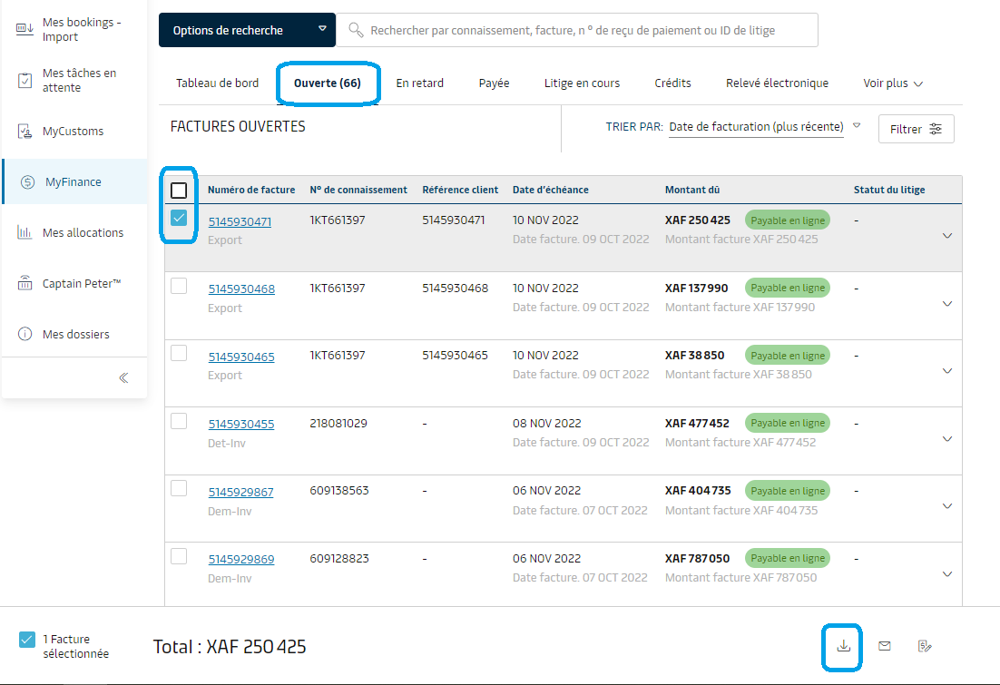 Mes bookings -
Import
Mes tâches en
attente
MyCustoms
MyFinance
Mes allocations
Captain Peter™
Mes dossiers
Options de recherche
Rechercher par connaissement, facture, n ° de reçu de paiement ou ID de litige
Tableau de bord Ouverte (66) En retard Payée Litige en cours Crédits Relevé électronique Voir plus
FACTURES OUVERTES
TRIER PAR: Date de facturation (plus récente) Filtrer
Numéro de facture N° de connaissement Référence client Date d'échéance Montant dû Statut du litige
5145930471 1KT661397 5145930471 10 NOV 2022 XAF 250 425 Payable en ligne -
Export Date facture. 09 OCT 2022 Montant facture XAF 250 425
5145930468 1KT661397 5145930468 10 NOV 2022 XAF 137 990 Payable en ligne -
Export Date facture. 09 OCT 2022 Montant facture XAF 137 990
5145930465 1KT661397 5145930465 10 NOV 2022 XAF 38 850 Payable en ligne -
Export Date facture. 09 OCT 2022 Montant facture XAF 38 850
5145930455 218081029 - 08 NOV 2022 XAF 477 452 Payable en ligne -
Det-Inv Date facture. 09 OCT 2022 Montant facture XAF 477 452
5145929867 609138563 - 06 NOV 2022 XAF 404 735 Payable en ligne -
Dem-Inv Date facture. 07 OCT 2022 Montant facture XAF 404 735
5145929869 609128823 - 06 NOV 2022 XAF 787 050 Payable en ligne -
Dem-Inv Date facture. 07 OCT 2022 Montant facture XAF 787 050
1 Facture
sélectionnée
Total : XAF 250 425